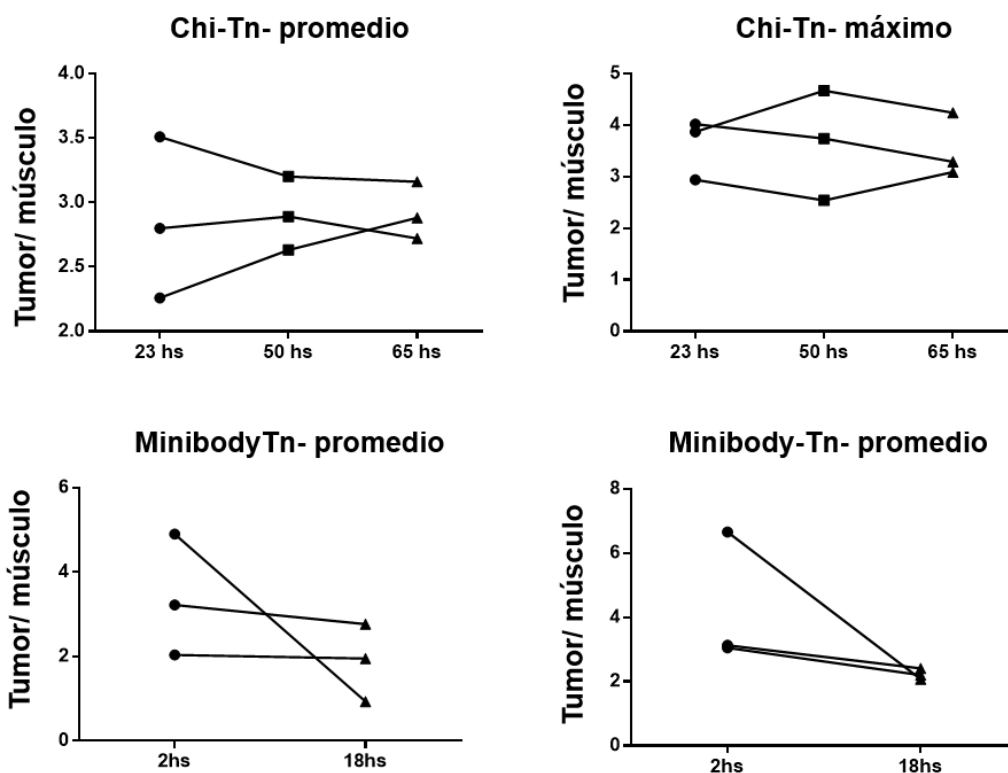 Chi-Tn- promedio
Tumor/ músculo
4.0
3.5
3.0
2.5
2.0
23 hs 50 hs 65 hs
Chi-Tn- máximo
Tumor/ músculo
5
4
3
2
1
0
23 hs 50 hs 65 hs
MinibodyTn- promedio
Tumor/ músculo
6
4
2
0
2hs 18hs
Minibody-Tn- promedio
Tumor/ músculo
8
6
4
2
0
2hs 18hs